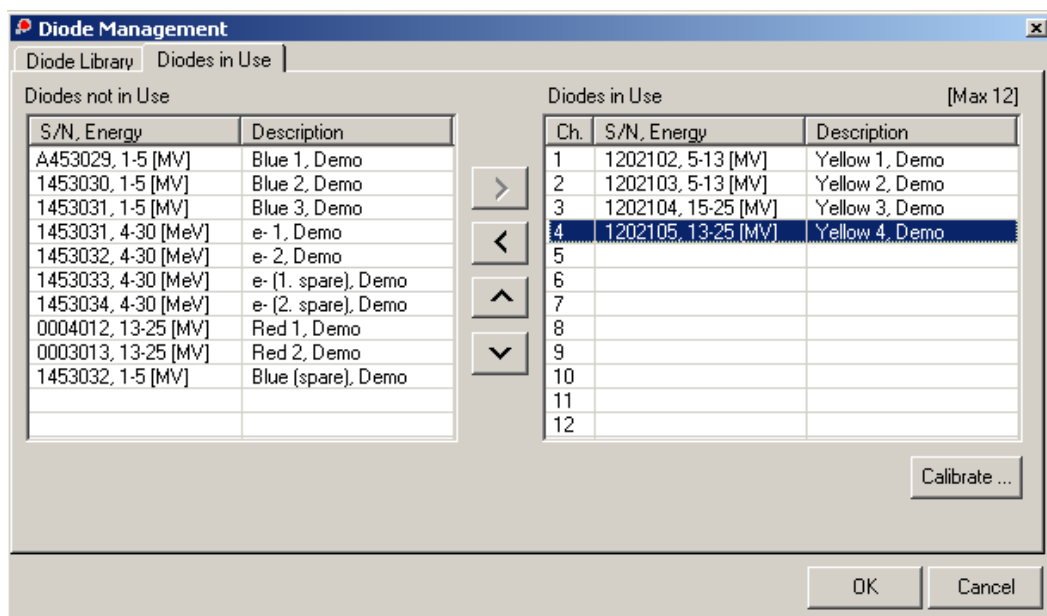 Diode Management
Diode Library Diodes in Use
Diodes not in Use
S/N, Energy Description
A453029, 1-5 [MV] Blue 1, Demo
1453030, 1-5 [MV] Blue 2, Demo
1453031, 1-5 [MV] Blue 3, Demo
1453031, 4-30 [MeV] e- 1, Demo
1453032, 4-30 [MeV] e- 2, Demo
1453033, 4-30 [MeV] e- (1. spare), Demo
1453034, 4-30 [MeV] e- (2. spare), Demo
0004012, 13-25 [MV] Red 1, Demo
0003013, 13-25 [MV] Red 2, Demo
1453032, 1-5 [MV] Blue (spare), Demo
Diodes in Use [Max 12]
Ch. S/N, Energy Description
1 1202102, 5-13 [MV] Yellow 1, Demo
2 1202103, 5-13 [MV] Yellow 2, Demo
3 1202104, 15-25 [MV] Yellow 3, Demo
4 1202105, 13-25 [MV] Yellow 4, Demo
5
6
7
8
9
10
11
12
Calibrate ...
OK Cancel